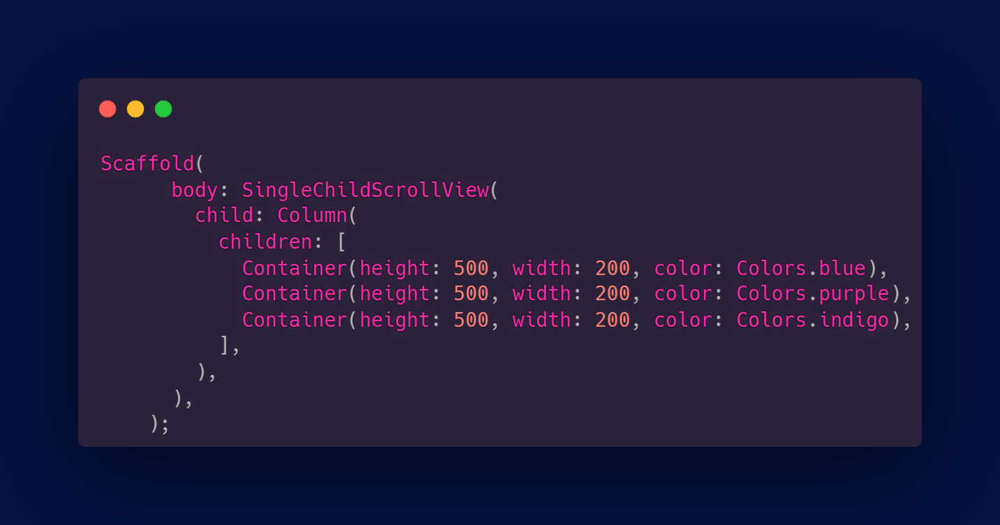 Scaffold(
      body: SingleChildScrollView(
        child: Column(
          children: [
            Container(height: 500, width: 200, color: Colors.blue),
            Container(height: 500, width: 200, color: Colors.purple),
            Container(height: 500, width: 200, color: Colors.indigo),
          ],
        ),
      ),
    );